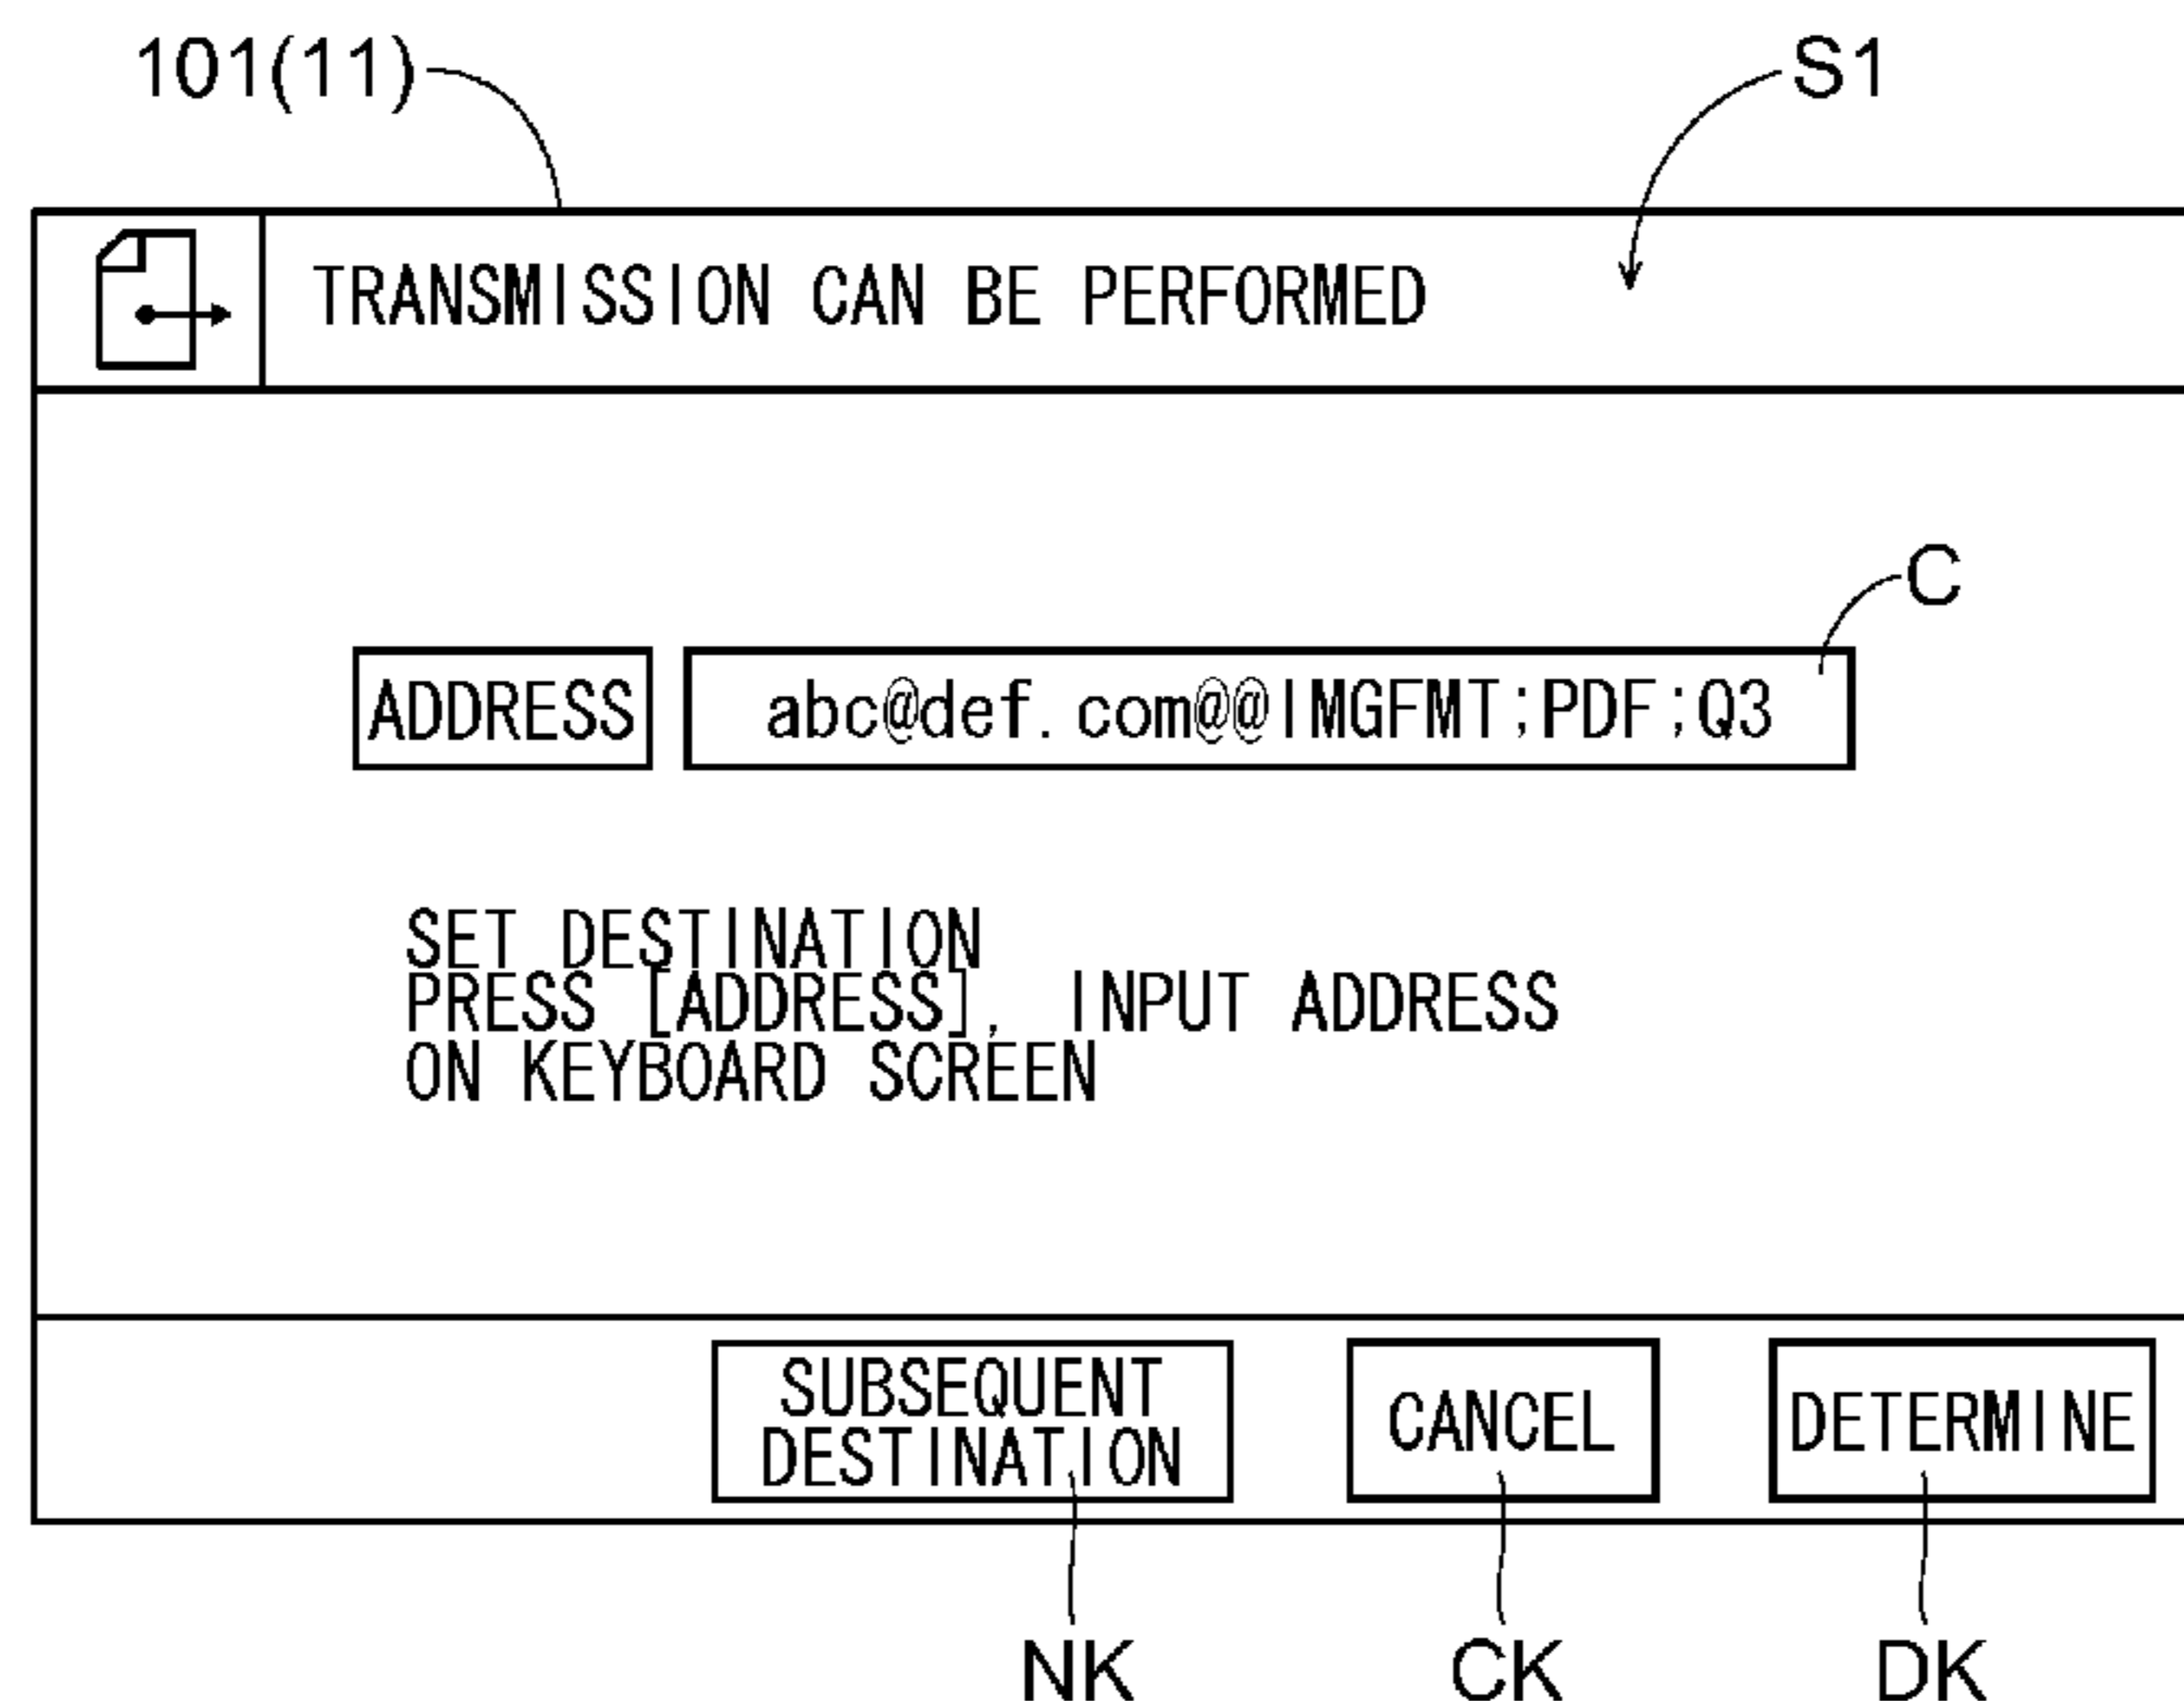 101(11)
S1
TRANSMISSION CAN BE PERFORMED
C
ADDRESS
abc@def.com@@IMGFMT;PDF;Q3
SET DESTINATION
PRESS [ADDRESS], INPUT ADDRESS
ON KEYBOARD SCREEN
SUBSEQUENT
DESTINATION
CANCEL
DETERMINE
NK
CK
DK